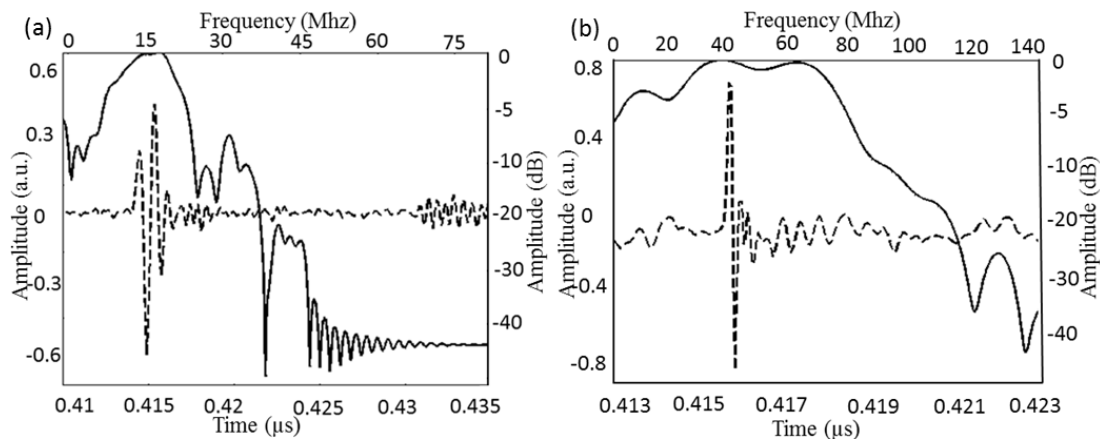 (a)
Frequency (Mhz)
0 15 30 45 60 75
0.6 0.3 0 -0.3 -0.6
Amplitude (a.u.)
0 -5 -10 -20 -30 -40
Amplitude (dB)
0.41 0.415 0.42 0.425 0.43 0.435
Time (µs)
(b)
Frequency (Mhz)
0 20 40 60 80 100 120 140
0.8 0.4 0 -0.4 -0.8
Amplitude (a.u.)
0 -5 -10 -20 -30 -40
Amplitude (dB)
0.413 0.415 0.417 0.419 0.421 0.423
Time (µs)